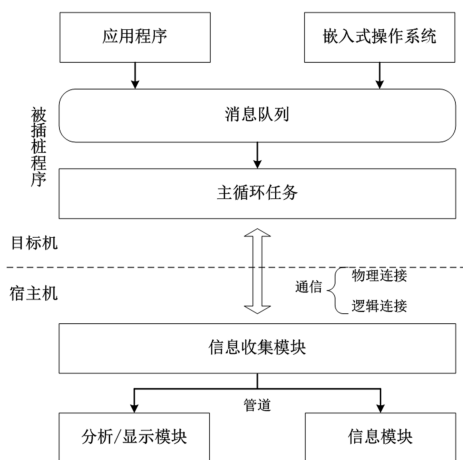 应用程序
嵌入式操作系统
消息队列
被插桩程序
主循环任务
目标机
宿主机
通信
物理连接
逻辑连接
信息收集模块
管道
分析/显示模块
信息模块